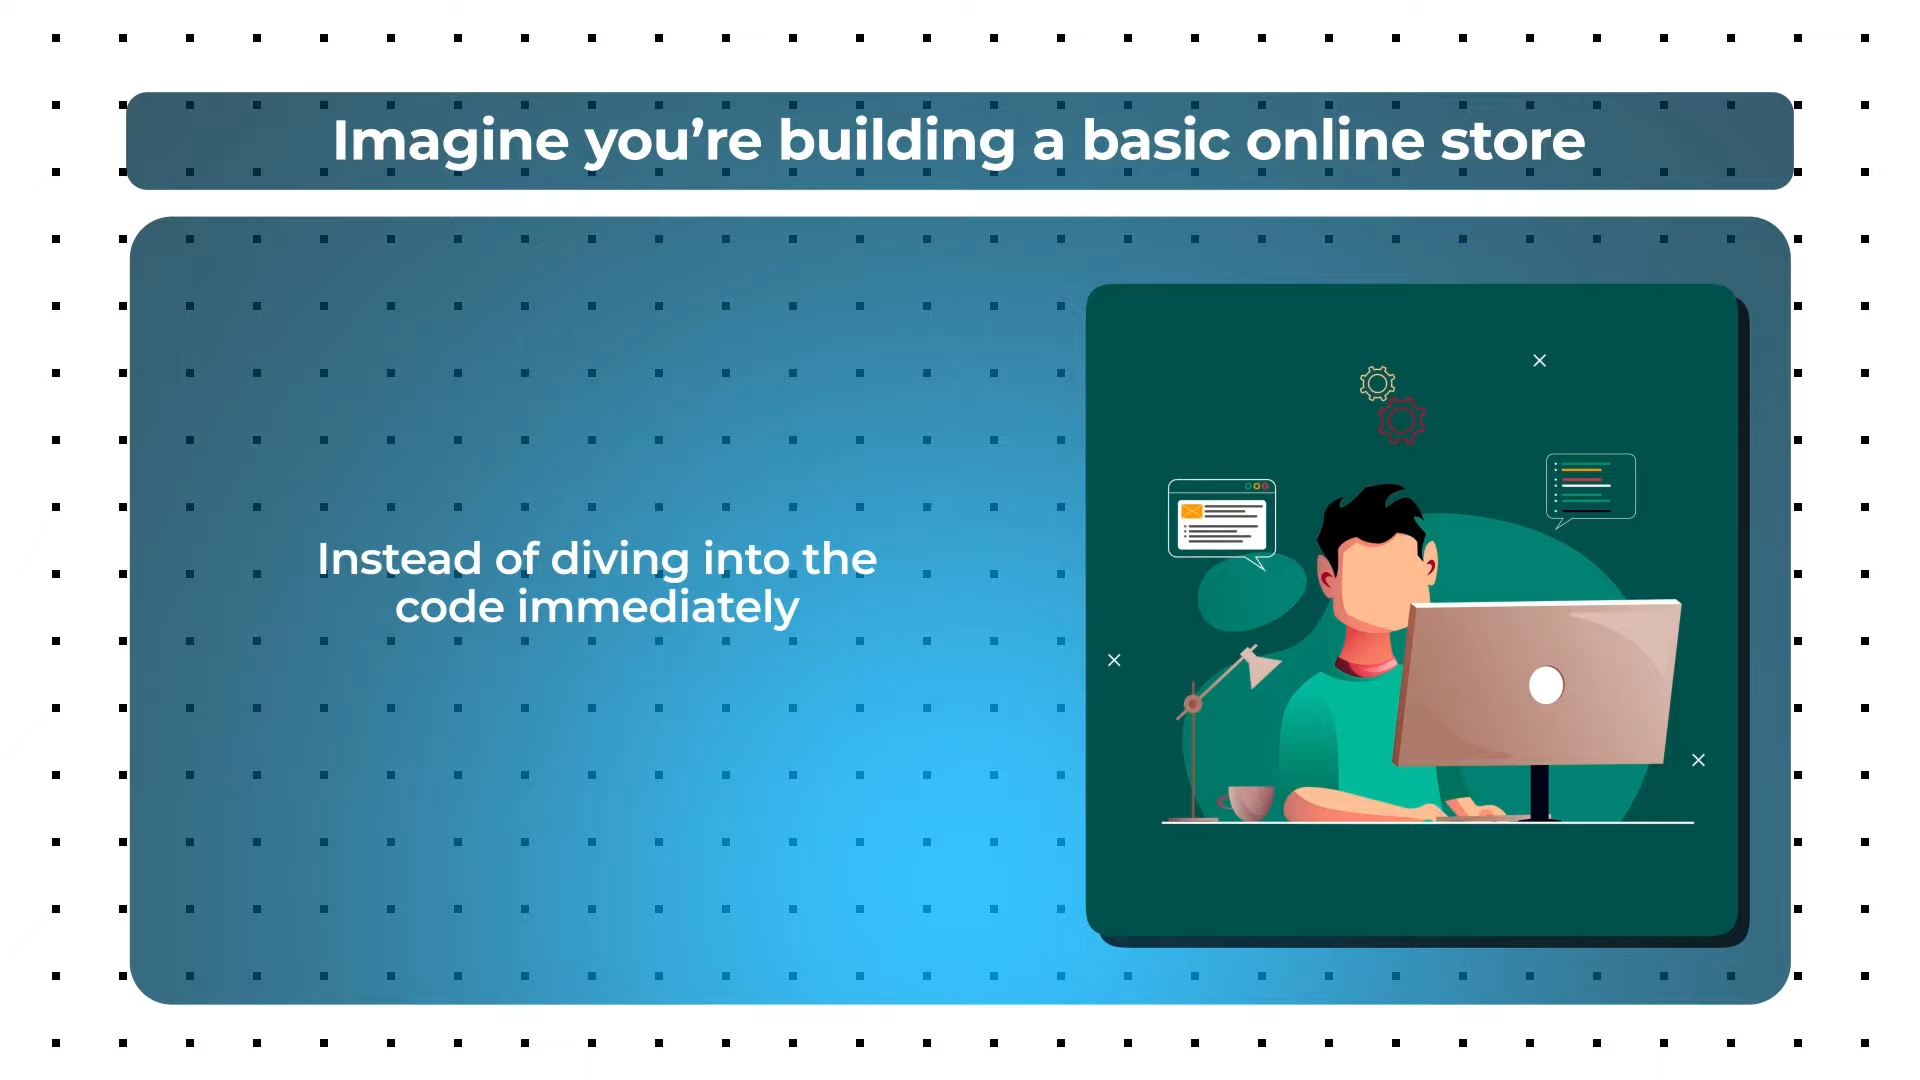 Imagine you’re building a basic online store
Instead of diving into the
code immediately